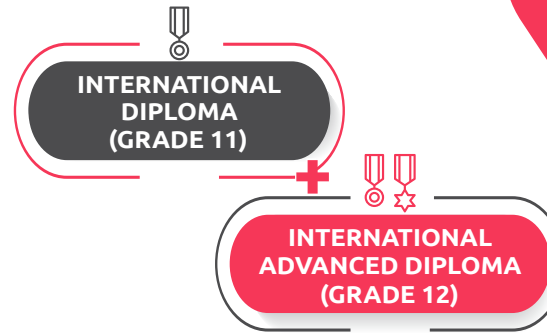 INTERNATIONAL
DIPLOMA
(GRADE 11)
INTERNATIONAL
ADVANCED DIPLOMA
(GRADE 12)